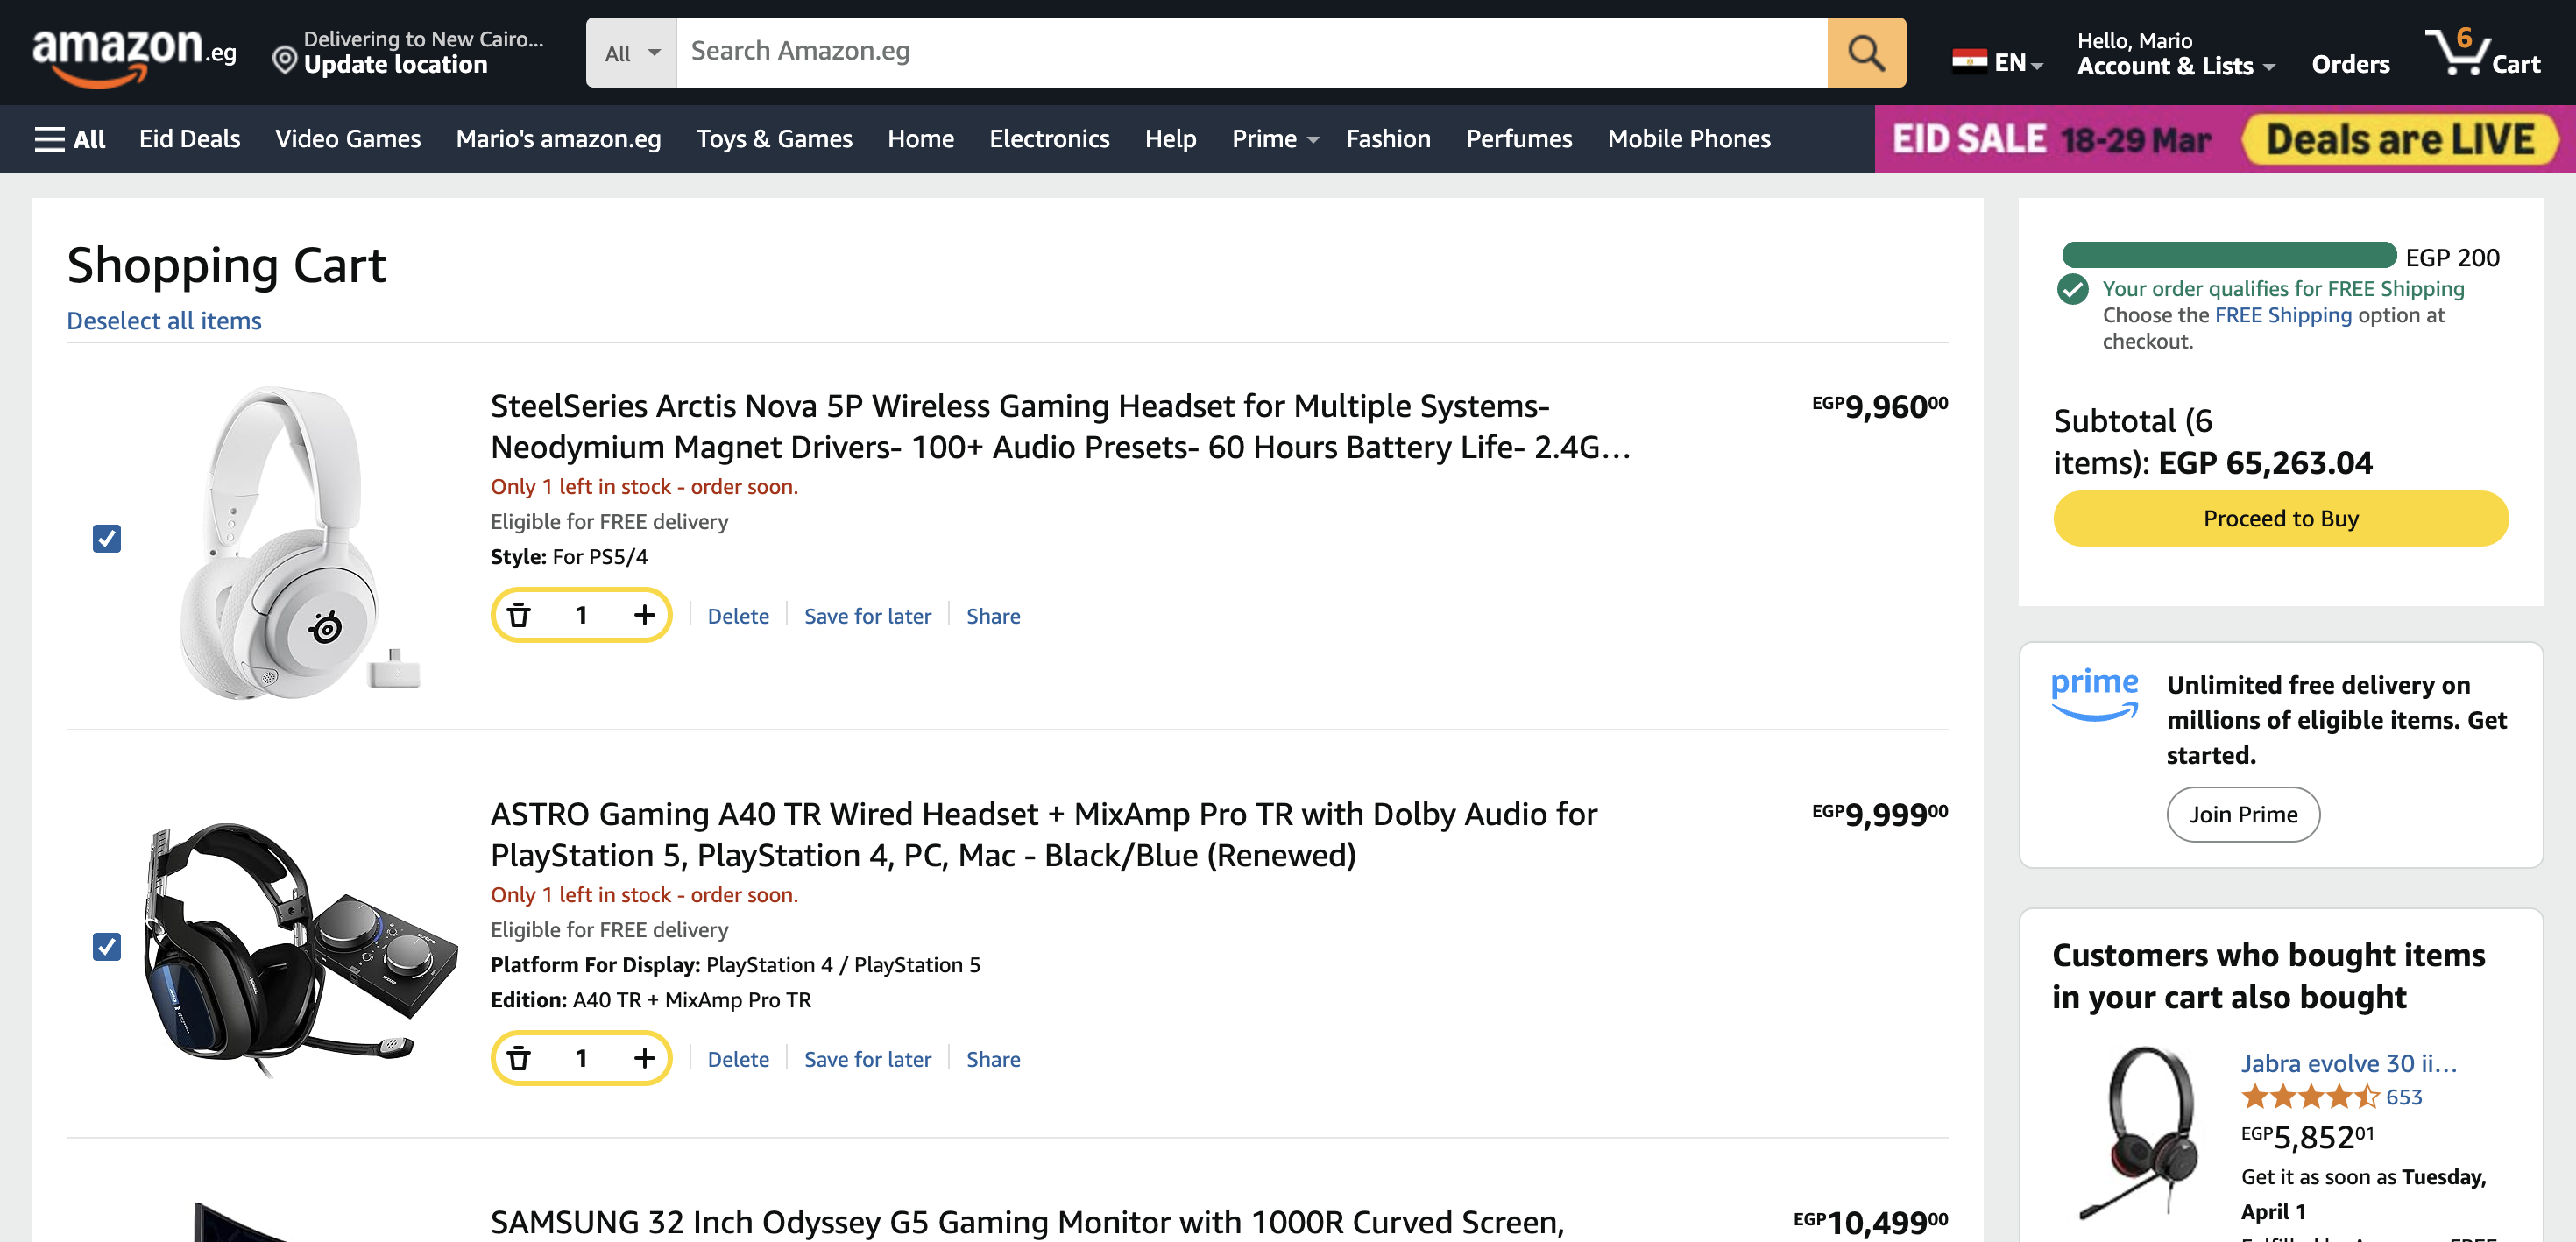 amazon.eg
Delivering to New Cairo...
Update location
All
Search Amazon.eg
EN
Hello, Mario
Account & Lists
Orders
6
Cart
All
Eid Deals
Video Games
Mario's amazon.eg
Toys & Games
Home
Electronics
Help
Prime
Fashion
Perfumes
Mobile Phones
EID SALE 18-29 Mar
Deals are LIVE
Shopping Cart
Deselect all items
SteelSeries Arctis Nova 5P Wireless Gaming Headset for Multiple Systems-
Neodymium Magnet Drivers- 100+ Audio Presets- 60 Hours Battery Life- 2.4G…
EGP9,96000
Only 1 left in stock - order soon.
Eligible for FREE delivery
Style: For PS5/4
1
Delete
Save for later
Share
ASTRO Gaming A40 TR Wired Headset + MixAmp Pro TR with Dolby Audio for
PlayStation 5, PlayStation 4, PC, Mac - Black/Blue (Renewed)
EGP9,99900
Only 1 left in stock - order soon.
Eligible for FREE delivery
Platform For Display: PlayStation 4 / PlayStation 5
Edition: A40 TR + MixAmp Pro TR
1
Delete
Save for later
Share
SAMSUNG 32 Inch Odyssey G5 Gaming Monitor with 1000R Curved Screen,
EGP10,49900
EGP 200
Your order qualifies for FREE Shipping
Choose the FREE Shipping option at
checkout.
Subtotal (6
items): EGP 65,263.04
Proceed to Buy
prime
Unlimited free delivery on
millions of eligible items. Get
started.
Join Prime
Customers who bought items
in your cart also bought
Jabra evolve 30 ii…
653
EGP5,85201
Get it as soon as Tuesday,
April 1